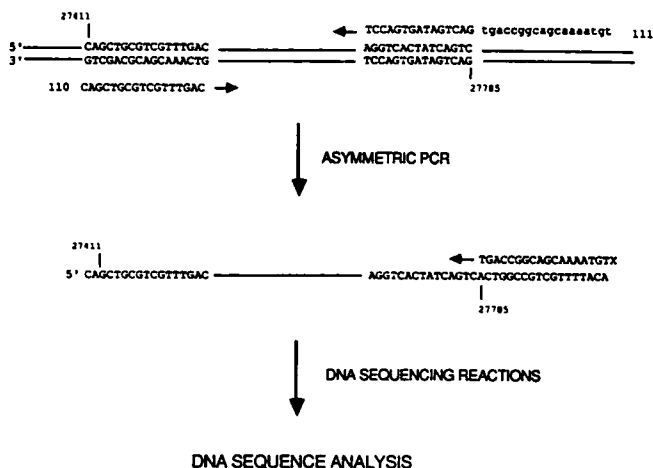 27411
TCCAGTGATAGTCAG tgaccggcagcaaaatgt 111
5' CAGCTGCGTCGTTTGAC AGGTCACTATCAGTC
3' GTCGACGCAGCAAACTG TCCAGTGATAGTCAG
110 CAGCTGCGTCGTTTGAC
27785
ASYMMETRIC PCR
27411
TGACCGGCAGCAAAATGTX
5' CAGCTGCGTCGTTTGAC AGGTCACTATCAGTCACTGGCCGTCGTTTTACA
27785
DNA SEQUENCING REACTIONS
DNA SEQUENCE ANALYSIS